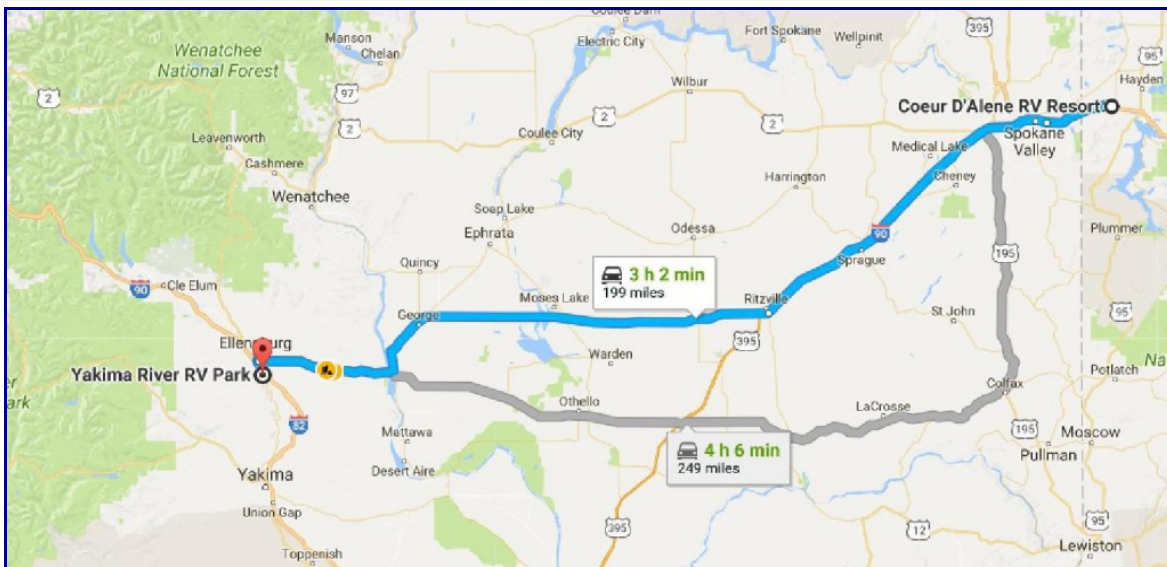 Coulee Dam
395
Manson
Chelan
Electric City
Fort Spokane
Wellpinit
Wenatchee
National Forest
95
Hayden
2
97
Wilbur
Coeur D'Alene RV Resort
2
2
2
Coulee City
Leavenworth
Spokane
Valley
Medical Lake
Cashmere
Cheney
Harrington
Wenatchee
Soap Lake
Odessa
Plummer
Ephrata
90
195
Sprague
Quincy
3 h 2 min
199 miles
90
Cle Elum
Moses Lake
Ritzville
95
George
St John
Ellensburg
395
Warden
Yakima River RV Park
Potlatch
Colfax
Othello
LaCrosse
82
195
Moscow
Mattawa
4 h 6 min
249 miles
Pullman
Desert Aire
Yakima
Union Gap
395
12
95
Lewiston
Toppenish